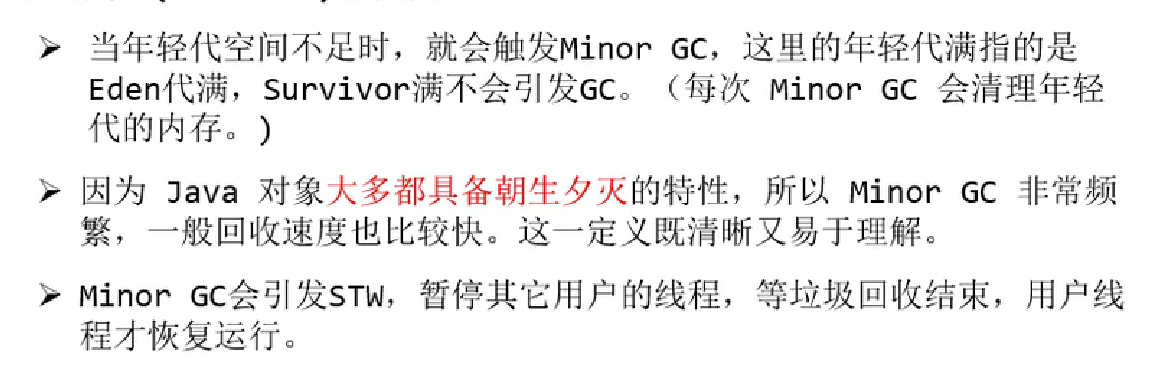 ➢ 当年轻代空间不足时，就会触发Minor GC，这里的年轻代满指的是
Eden代满，Survivor满不会引发GC。（每次 Minor GC 会清理年轻
代的内存。)
➢ 因为 Java 对象大多都具备朝生夕灭的特性，所以 Minor GC 非常频
繁，一般回收速度也比较快。这一定义既清晰又易于理解。
➢ Minor GC会引发STW，暂停其它用户的线程，等垃圾回收结束，用户线
程才恢复运行。